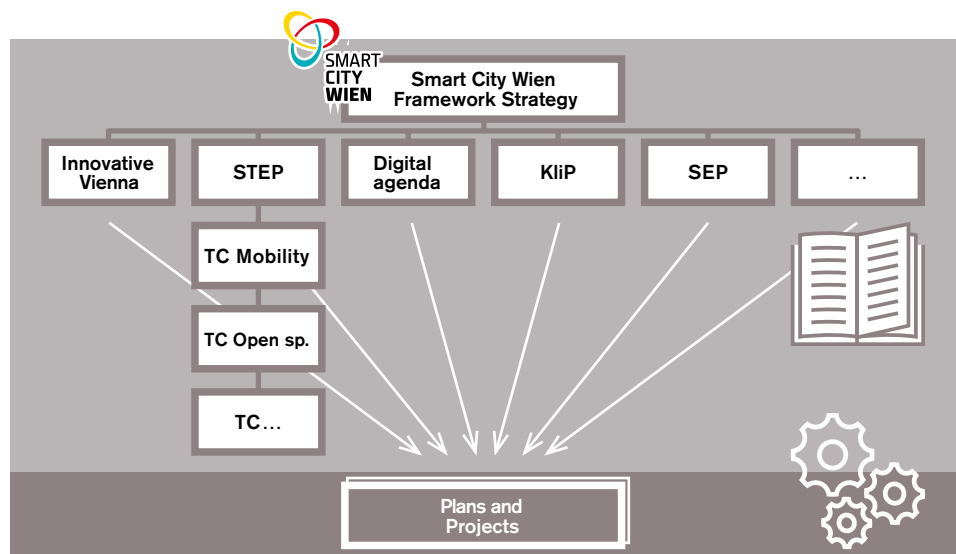 SMART
CITY
WIEN
Smart City Wien
Framework Strategy
Innovative
Vienna
STEP
Digital
agenda
KliP
SEP
...
TC Mobility
TC Open sp.
TC...
Plans and
Projects